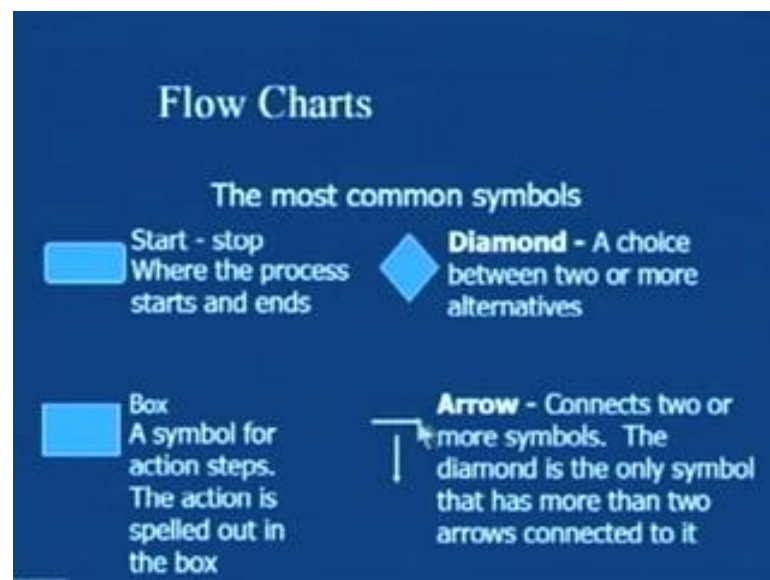 Flow Charts
The most common symbols
Start - stop
Where the process
starts and ends
Diamond - A choice
between two or more
alternatives
Box
A symbol for
action steps.
The action is
spelled out in
the box
Arrow - Connects two or
more symbols. The
diamond is the only symbol
that has more than two
arrows connected to it